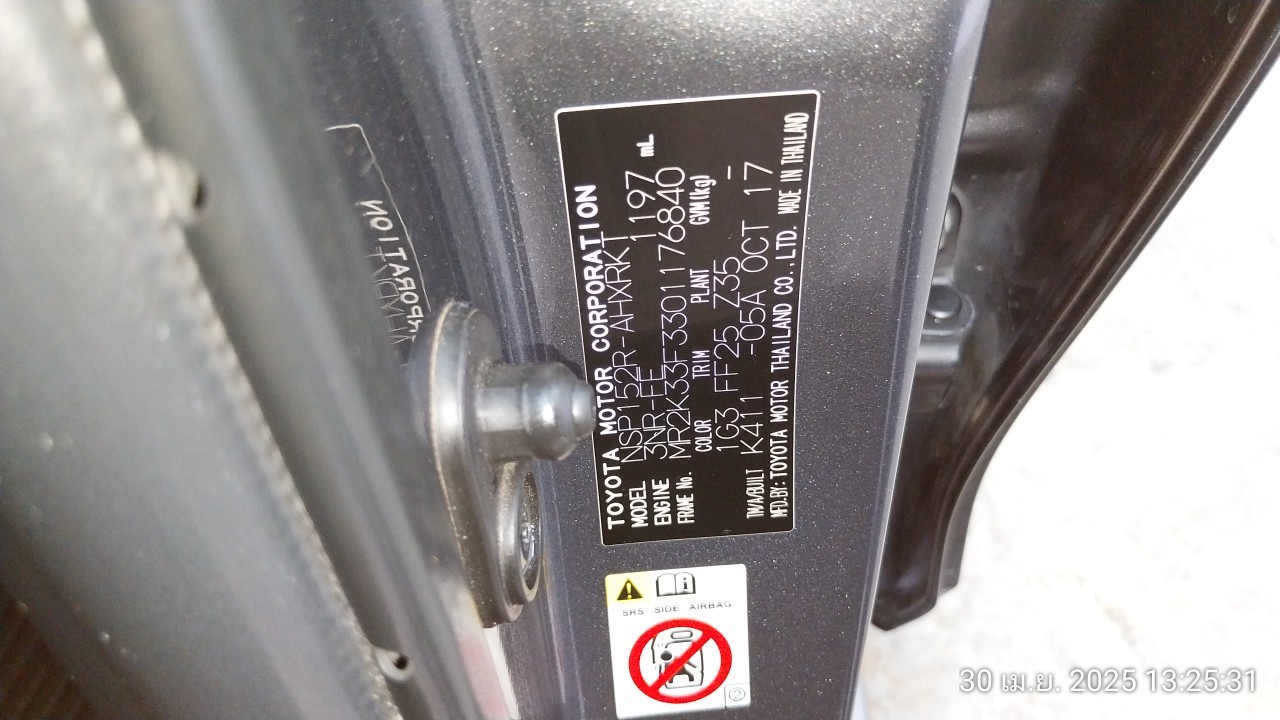 TOYOTA MOTOR CORPORATION
MODEL NSP152R-AHXRKT
ENGINE 3NR-FE 1197 mL
FRAME No. MR2K33F3301176840
COLOR TRIM PLANT GVM(kg)
1G3 FF25 Z35 -
T/A/BUILT K411 -05A OCT 17
MFD.BY:TOYOTA MOTOR THAILAND CO.,LTD. MADE IN THAILAND
SRS SIDE AIRBAG
2
30 เม.ย. 2025 13:25:31